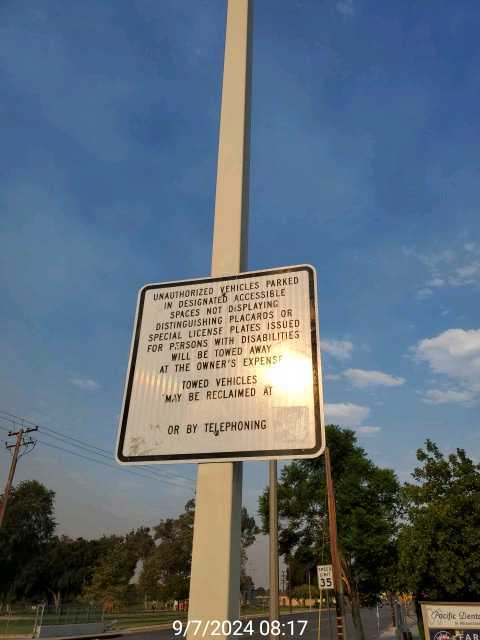 UNAUTHORIZED VEHICLES PARKED
IN DESIGNATED ACCESSIBLE
SPACES NOT DISPLAYING
DISTINGUISHING PLACARDS OR
SPECIAL LICENSE PLATES ISSUED
FOR PERSONS WITH DISABILITIES
WILL BE TOWED AWAY
AT THE OWNER'S EXPENSE
TOWED VEHICLES
MAY BE RECLAIMED AT
OR BY TELEPHONING
SPEED
LIMIT
35
Pacific
9/7/2024 08:17